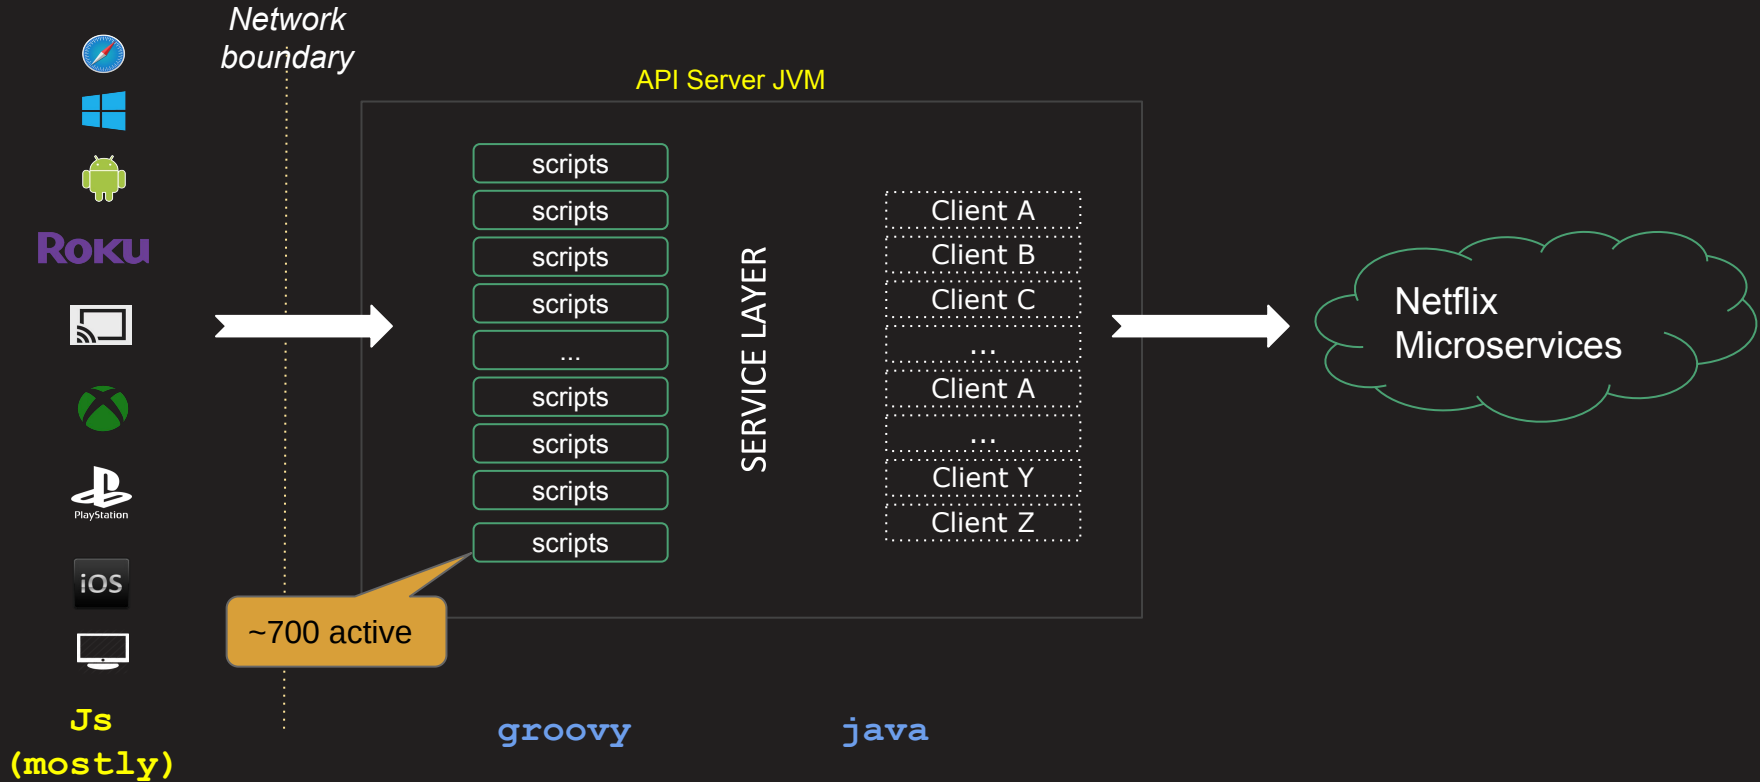 Network
boundary
API Server JVM
Roku
PlayStation
iOS
Js
(mostly)
scripts
scripts
scripts
scripts
...
scripts
scripts
scripts
scripts
~700 active
groovy
SERVICE LAYER
Client A
Client B
Client C
...
Client A
...
Client Y
Client Z
java
Netflix
Microservices